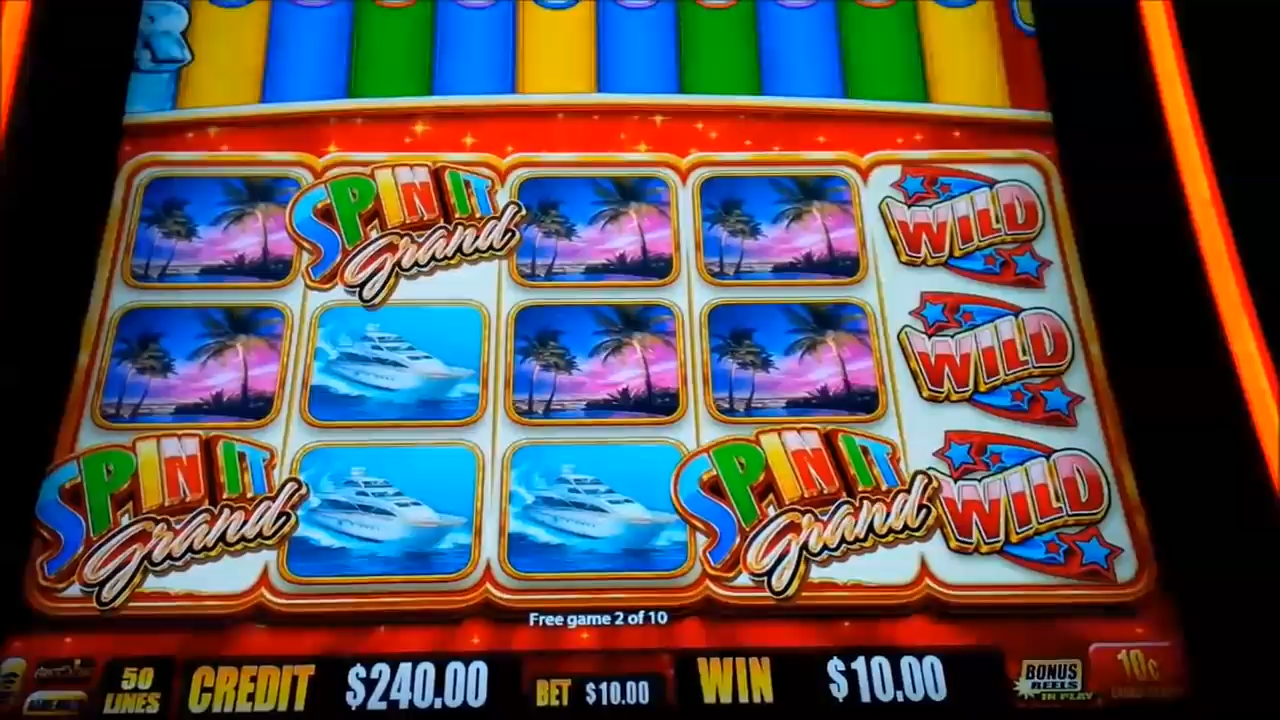 R
SPIN IT
Grand
WILD
WILD
SPIN IT
Grand
SPIN IT
Grand
WILD
Free game 2 of 10
50
LINES
CREDIT $240.00
BET $10.00
WIN $10.00
BONUS
REELS
IN PLAY
10¢